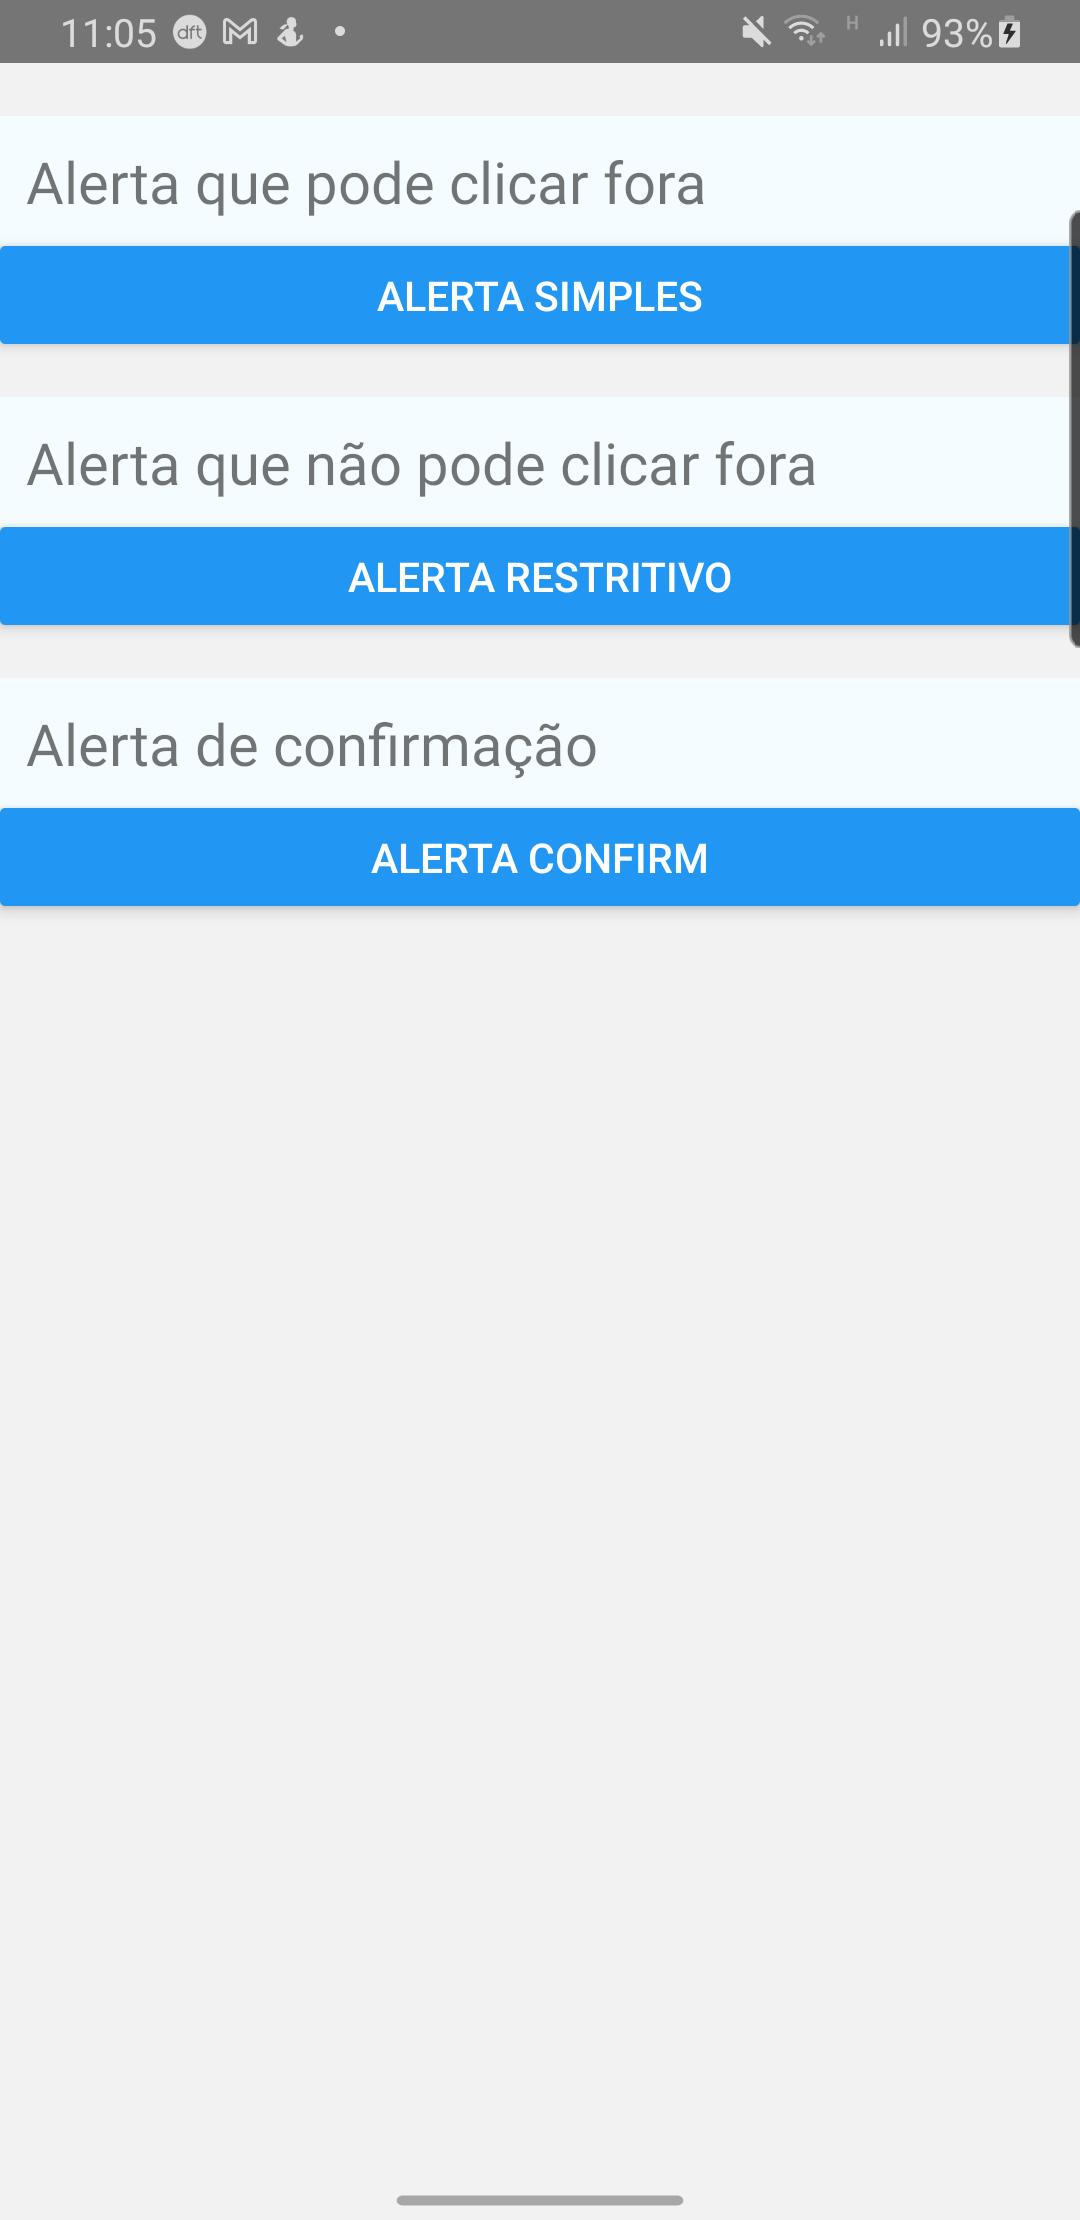 11:05 dft H 93%
Alerta que pode clicar fora
ALERTA SIMPLES
Alerta que não pode clicar fora
ALERTA RESTRITIVO
Alerta de confirmação
ALERTA CONFIRM